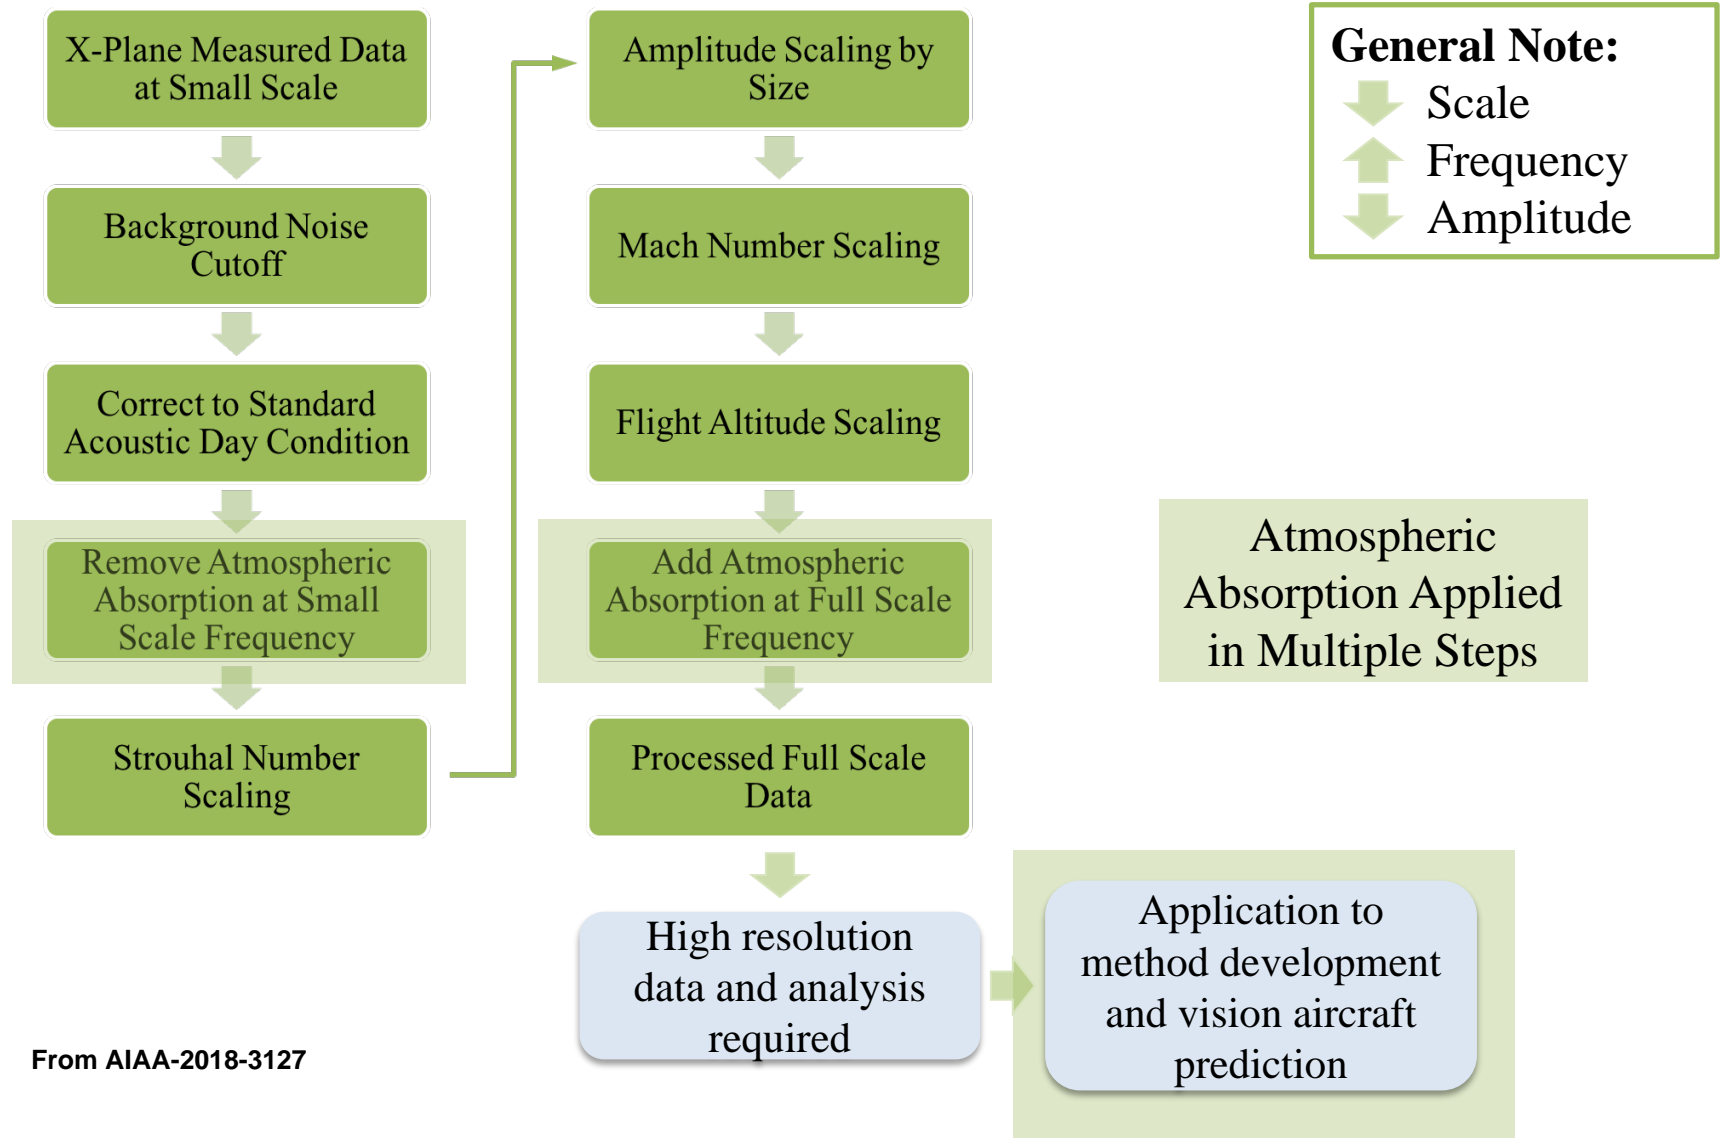 X-Plane Measured Data
at Small Scale
Background Noise
Cutoff
Correct to Standard
Acoustic Day Condition
Remove Atmospheric
Absorption at Small
Scale Frequency
Strouhal Number
Scaling
Amplitude Scaling by
Size
Mach Number Scaling
Flight Altitude Scaling
Add Atmospheric
Absorption at Full Scale
Frequency
Processed Full Scale
Data
High resolution
data and analysis
required
Application to
method development
and vision aircraft
prediction
General Note:
Scale
Frequency
Amplitude
Atmospheric
Absorption Applied
in Multiple Steps
From AIAA-2018-3127